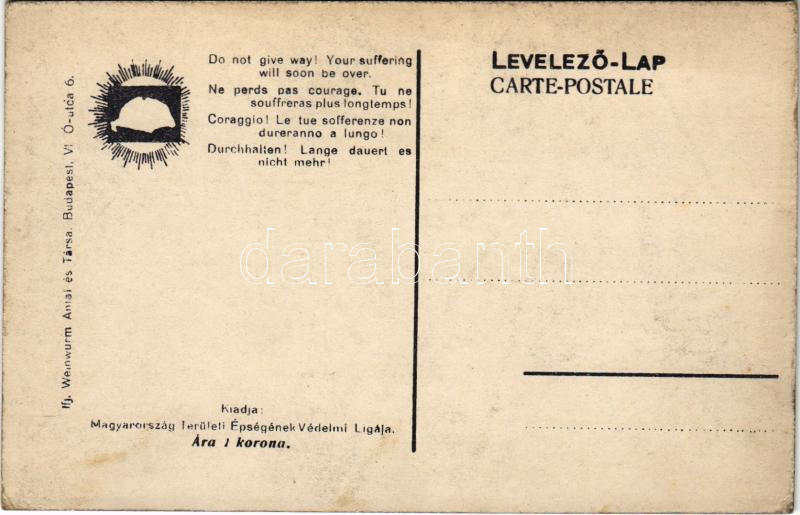 Do not give way! Your suffering
will soon be over.
Ne perds pas courage. Tu ne
souffreras plus longtemps!
Coraggio! Le tue sofferenze non
dureranno a lungo!
Durchhalten! Lange dauert es
nicht mehr!
LEVELEZŐ-LAP
CARTE-POSTALE
Ifj. Weinwurm Antal és Társa. Budapest, VI. Ó-utca 6.
darabanth
Kiadja:
Magyarország Területi Épségének Védelmi Ligája.
Ára 1 korona.